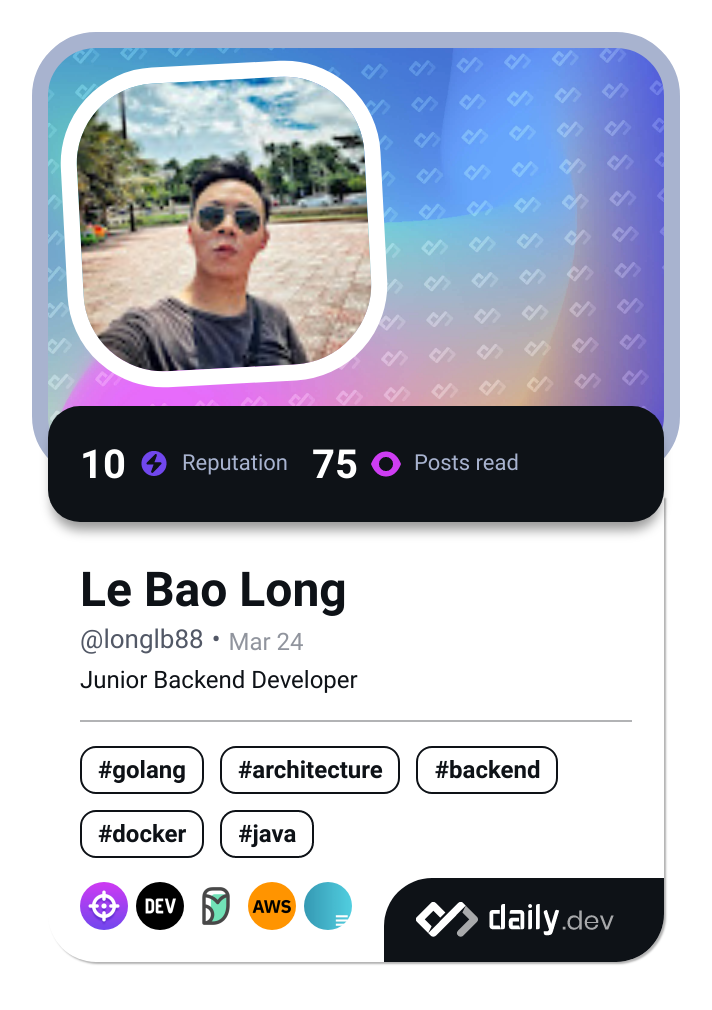 10 Reputation 75 Posts read
Le Bao Long
@longlb88 • Mar 24
Junior Backend Developer
#golang #architecture #backend
#docker #java
DEV AWS
daily.dev